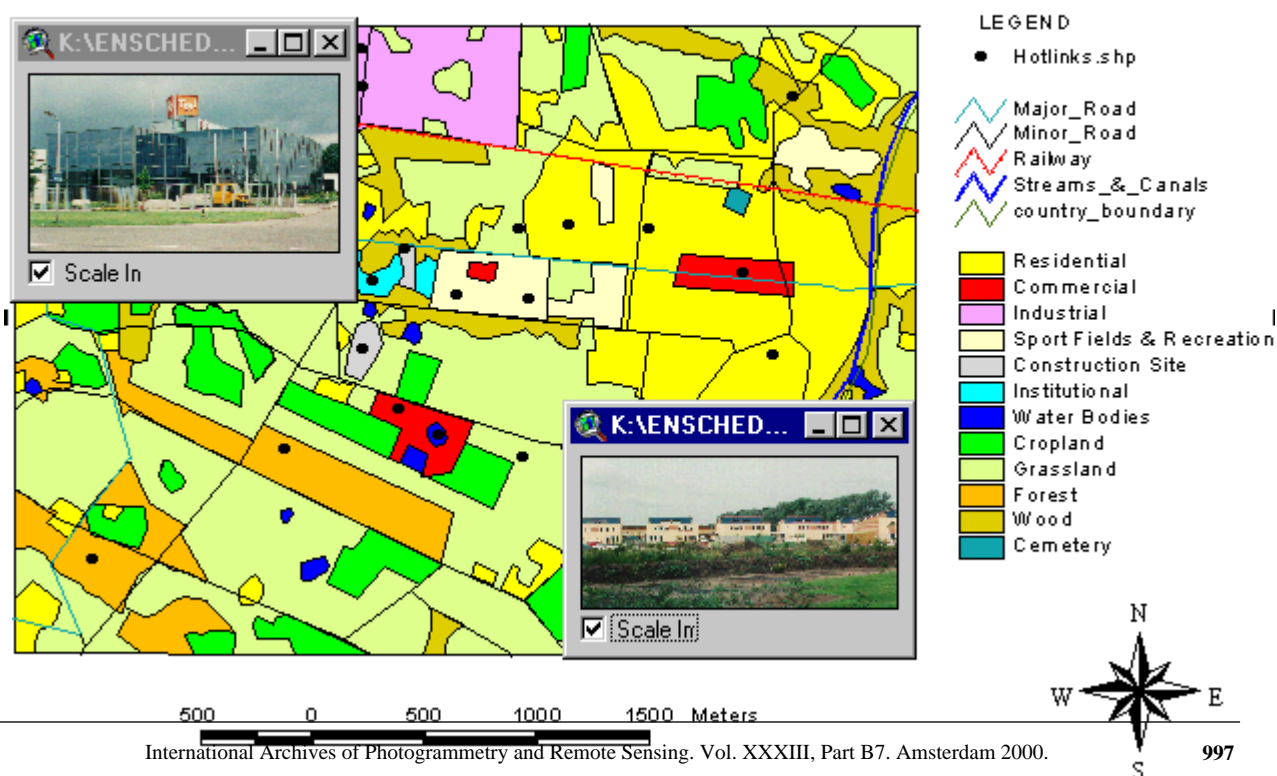 K:\ENSCHED...
Scale In
K:\ENSCHED...
Scale In
LEGEND
Hotlinks.shp
Major_Road
Minor_Road
Railway
Streams_&_Canals
country_boundary
Residential
Commercial
Industrial
Sport Fields & Recreation
Construction Site
Institutional
Water Bodies
Cropland
Grassland
Forest
Wood
Cemetery
N
W E
S
500 0 500 1000 1500 Meters
International Archives of Photogrammetry and Remote Sensing. Vol. XXXIII, Part B7. Amsterdam 2000. 997